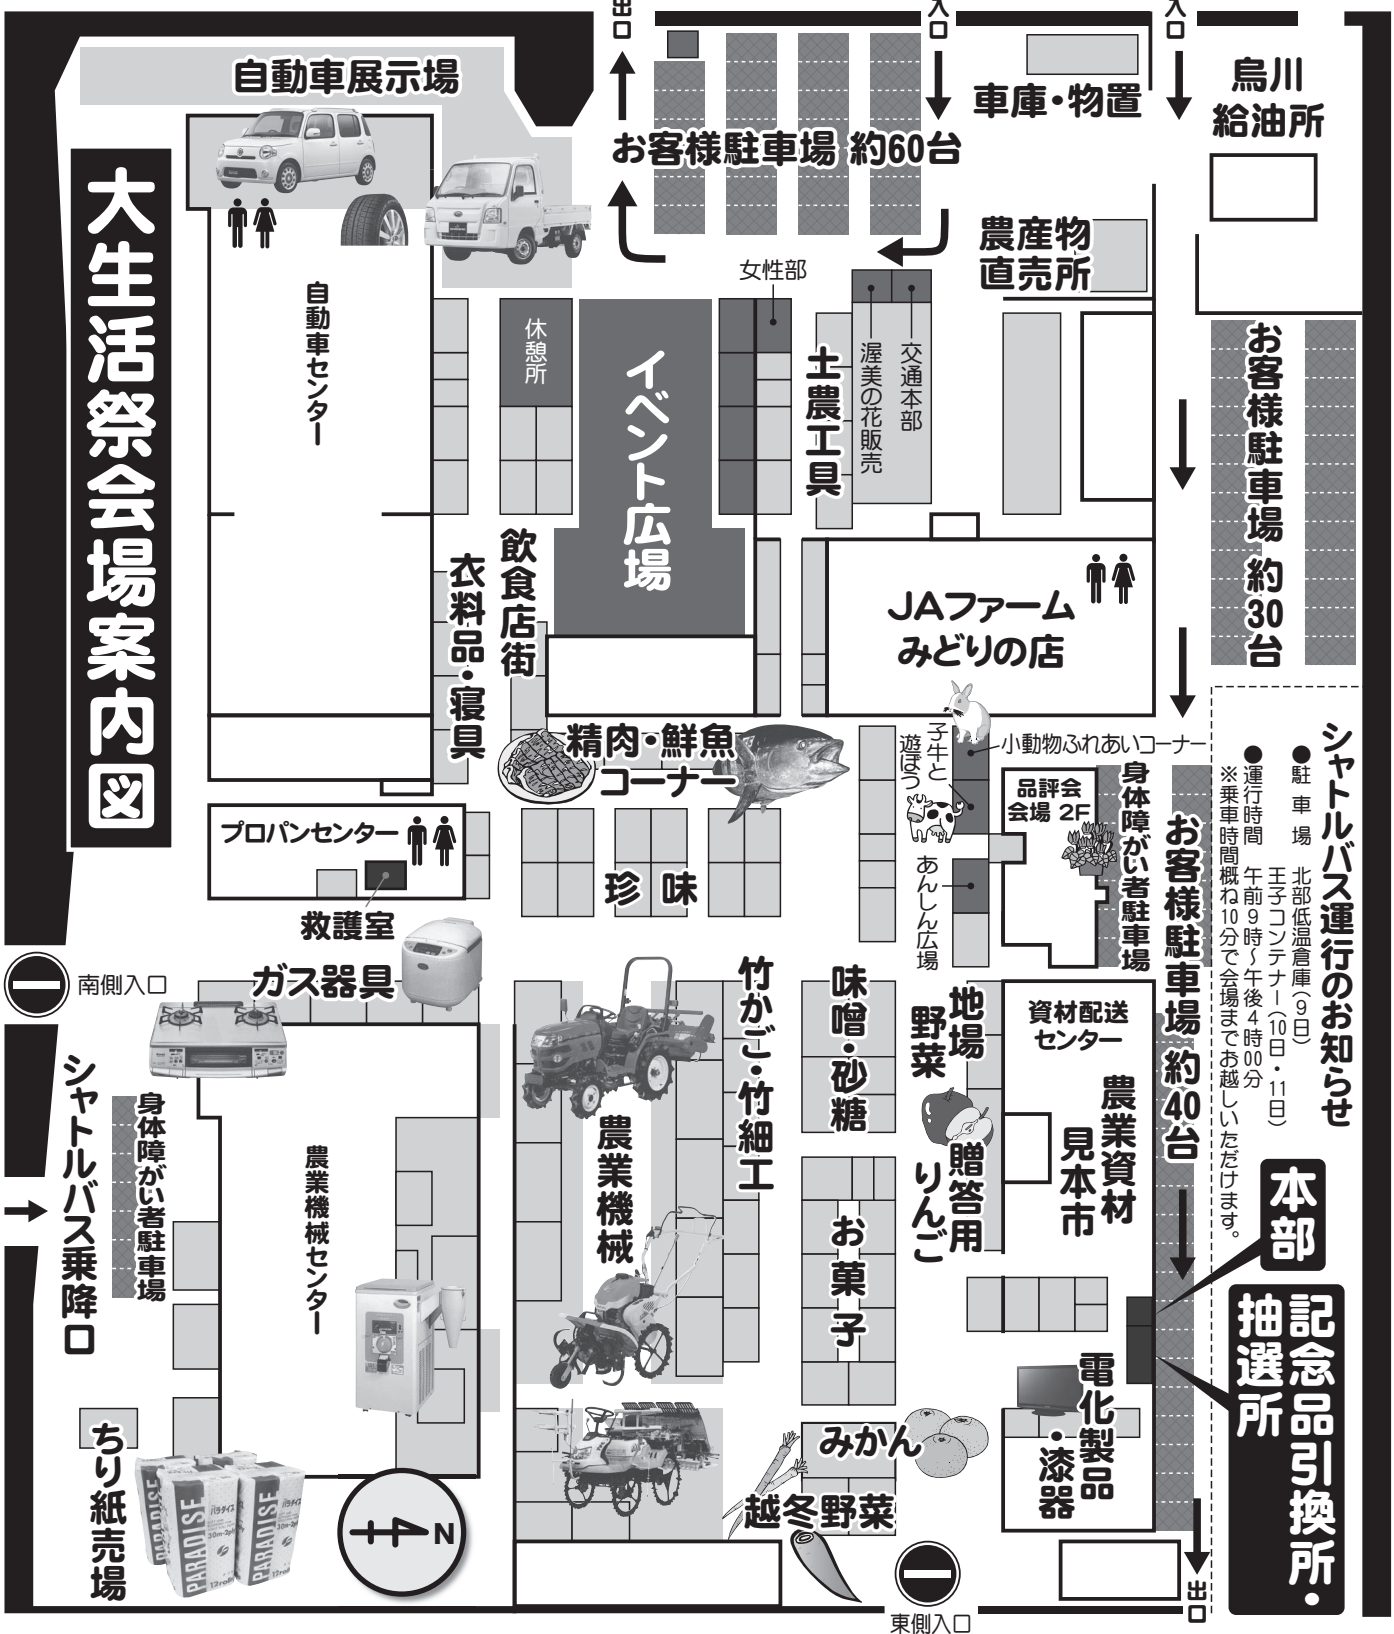 大生活祭会場案内図
出口
入口
入口
自動車展示場
お客様駐車場 約60台
車庫・物置
烏川
給油所
農産物
直売所
女性部
自動車センター
休憩所
イベント広場
土農工具
渥美の花販売
交通本部
お客様駐車場 約30台
飲食店街
衣料品・寝具
JAファーム
みどりの店
精肉・鮮魚
コーナー
子牛と
遊ぼう
小動物ふれあいコーナー
品評会
会場 2F
身体障がい者駐車場
お客様駐車場 約40台
シャトルバス運行のお知らせ
●駐車場 北部低温倉庫(9日)
王子コンテナー(10日・11日)
●運行時間 午前9時〜午後4時00分
※乗車時間概ね10分で会場までお越しいただけます。
プロパンセンター
救護室
珍味
あんしん広場
南側入口
ガス器具
竹かご・竹細工
味噌・砂糖
地場
野菜
資材配送
センター
農業資材
見本市
シャトルバス乗降口
身体障がい者駐車場
農業機械センター
農業機械
お菓子
贈答用
りんご
本部
記念品引換所・
抽選所
電化製品
・漆器
みかん
越冬野菜
ちり紙売場
PARADISE
PARADISE
PARADISE
パラダイス
30m-2ply
12roll
パラダイス
30m-2ply
12roll
N
東側入口
出口